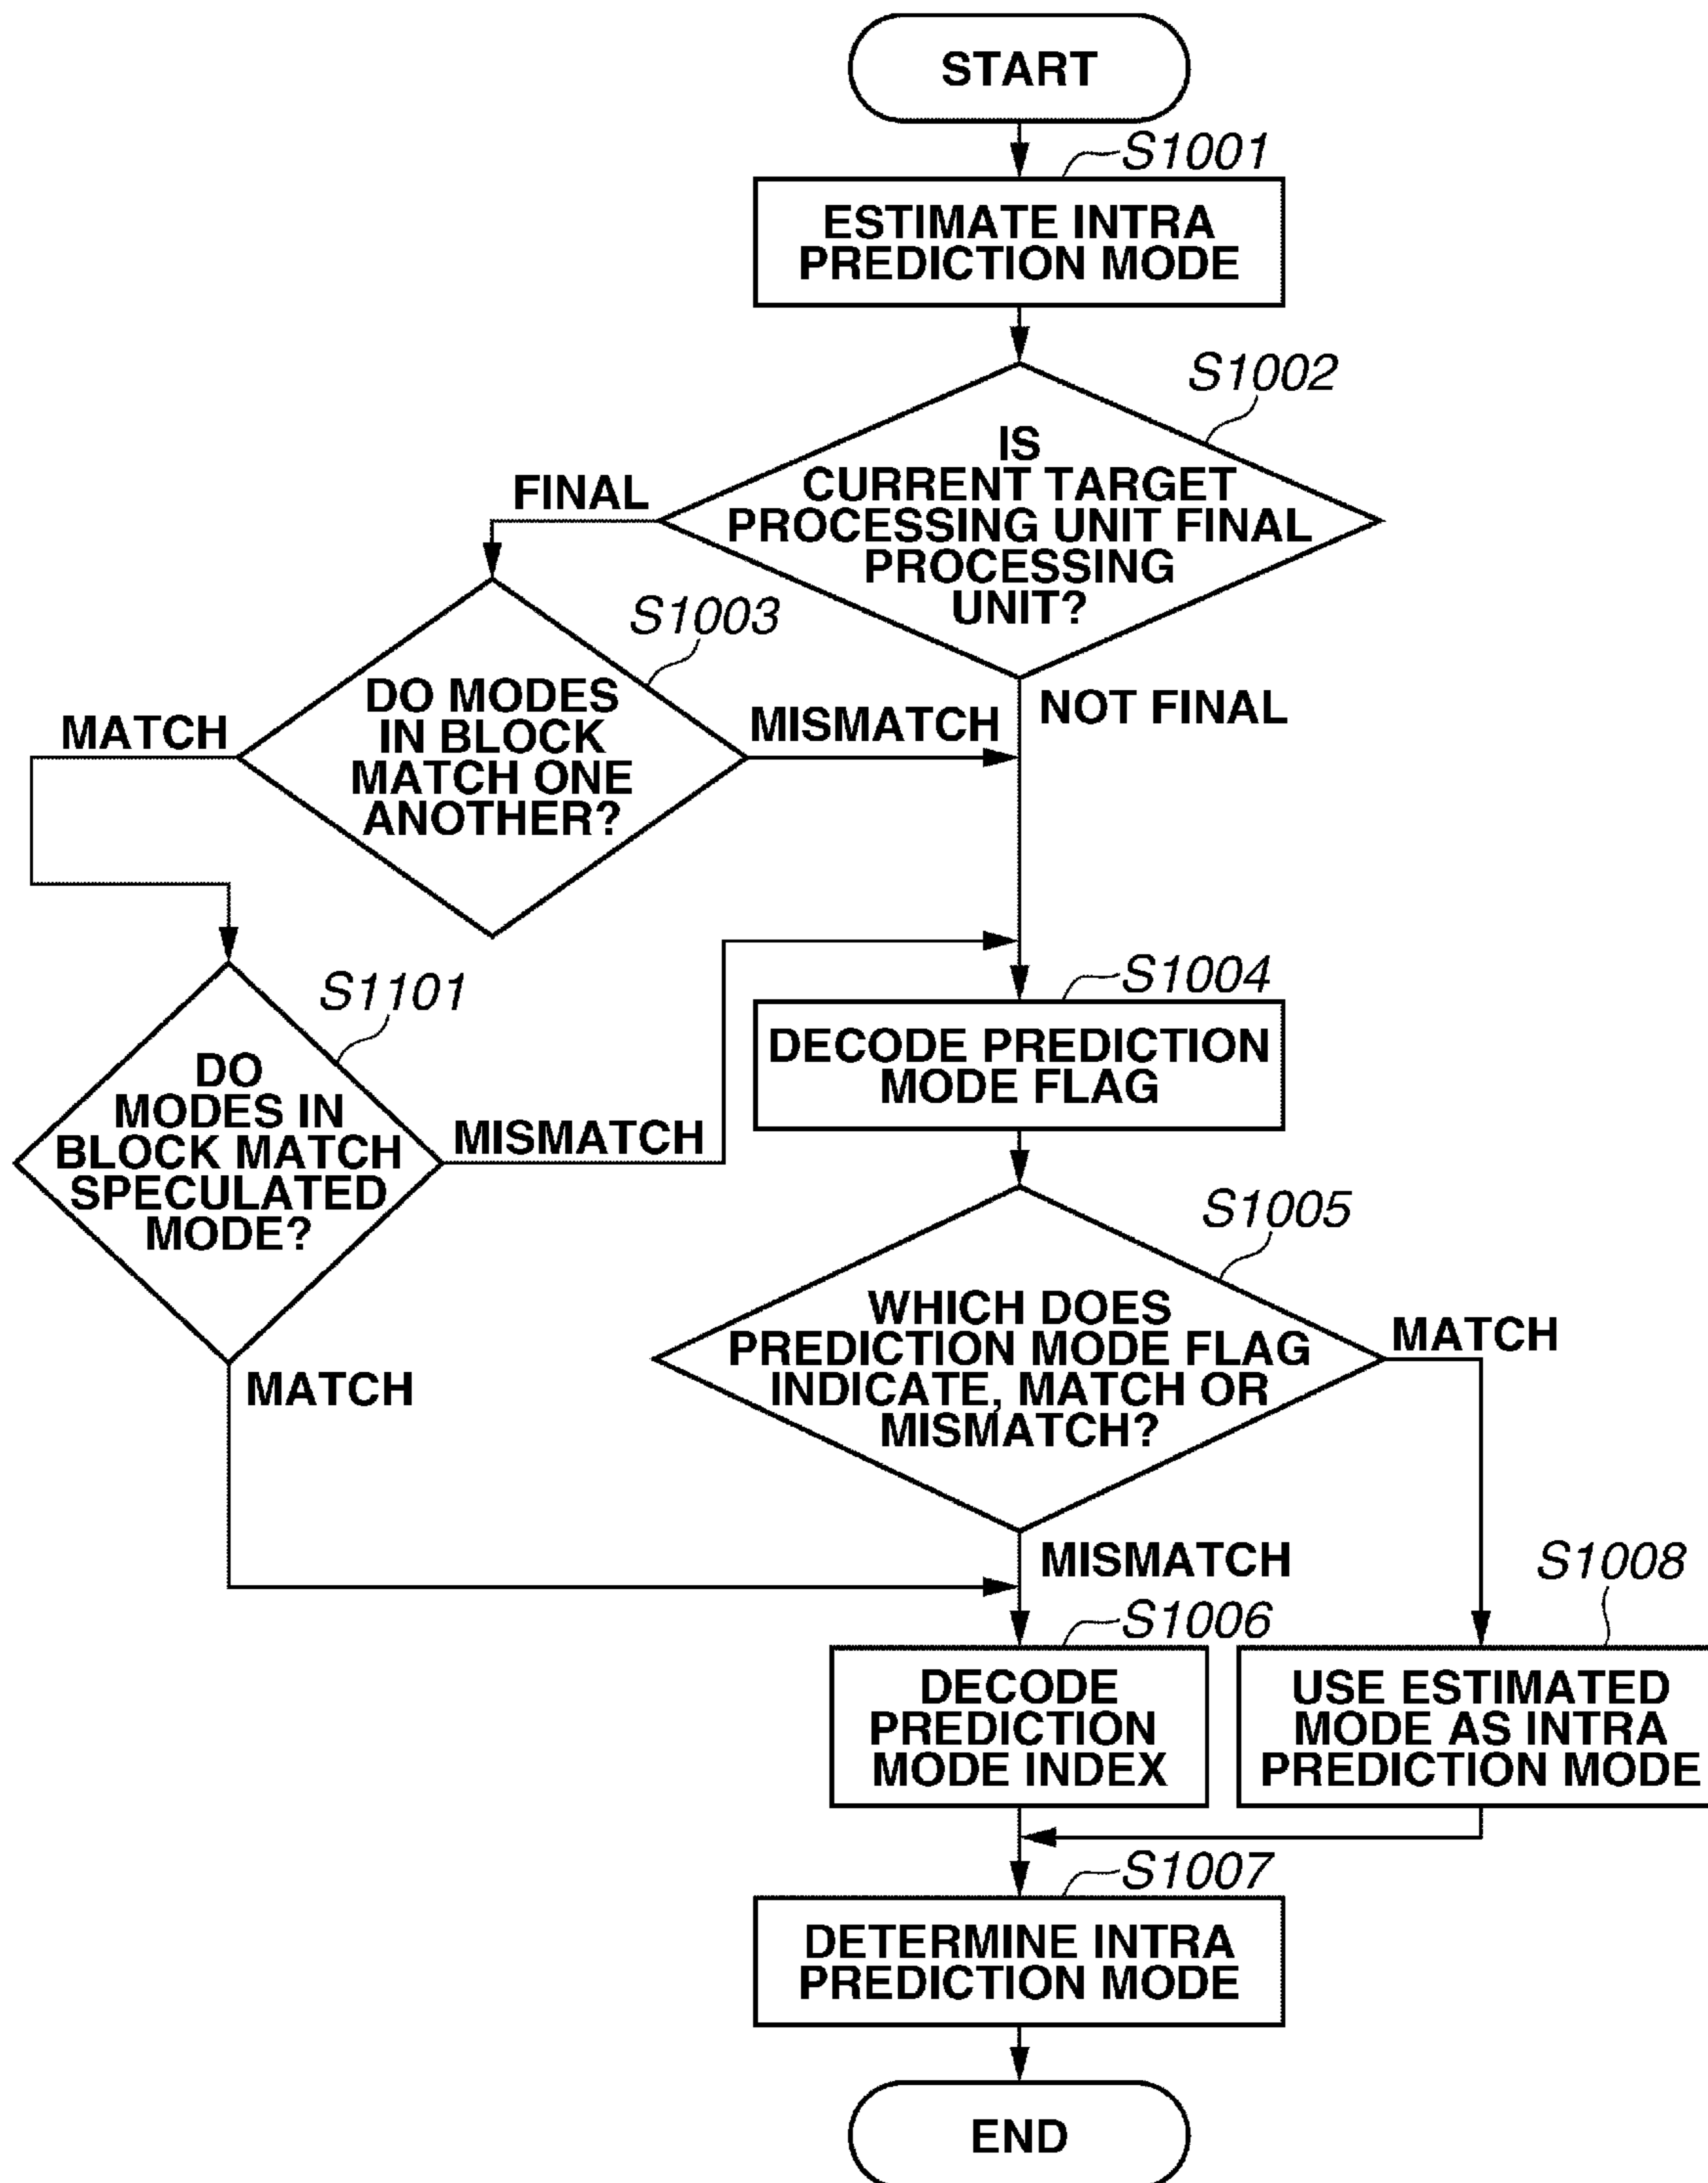 START
S1001
ESTIMATE INTRA
PREDICTION MODE
S1002
IS
CURRENT TARGET
PROCESSING UNIT FINAL
PROCESSING
UNIT?
FINAL
NOT FINAL
S1003
DO MODES
IN BLOCK
MATCH ONE
ANOTHER?
MATCH
MISMATCH
S1101
DO
MODES IN
BLOCK MATCH
SPECULATED
MODE?
MISMATCH
MATCH
S1004
DECODE PREDICTION
MODE FLAG
S1005
WHICH DOES
PREDICTION MODE FLAG
INDICATE, MATCH OR
MISMATCH?
MATCH
MISMATCH
S1006
DECODE
PREDICTION
MODE INDEX
S1008
USE ESTIMATED
MODE AS INTRA
PREDICTION MODE
S1007
DETERMINE INTRA
PREDICTION MODE
END